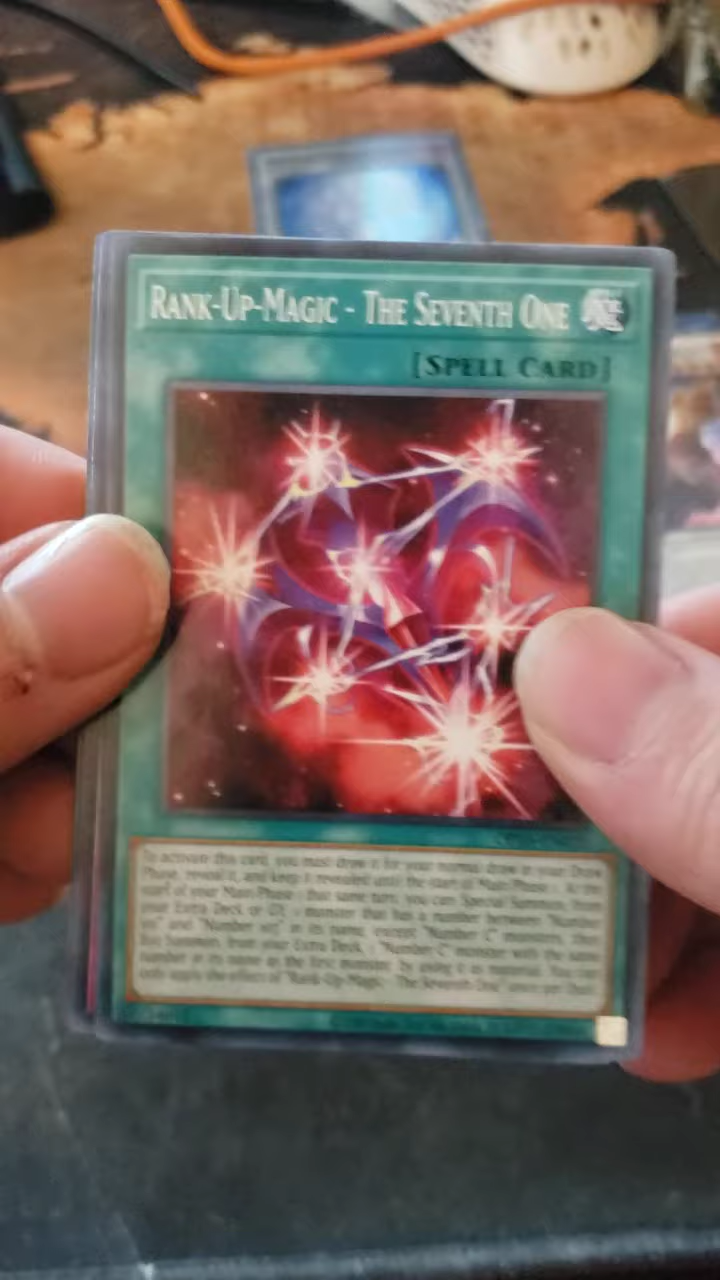 RANK-UP-MAGIC - THE SEVENTH ONE
[SPELL CARD]
To activate this card, you must draw it for your normal draw in your Draw
Phase, reveal it, and keep it revealed until the start of Main Phase 1. At the
start of your Main Phase 1 that same turn, you can: Special Summon, from
your Extra Deck or GY, 1 monster that has a number between "Number
and "Number in its name, except "Number C" monsters, then
Summon, from your Extra Deck, 1 "Number C" monster with the same
number in its name as the first monster, by using it as material. You can
only apply the effect of "Rank-Up-Magic - The Seventh One" once per Duel.